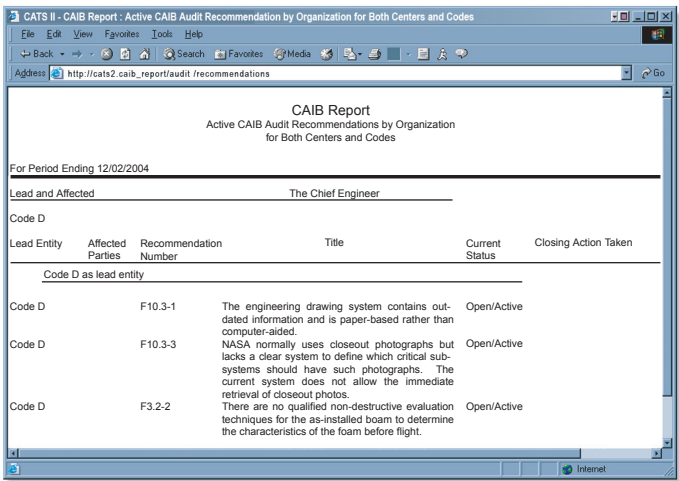 CATS II - CAIB Report : Active CAIB Audit Recommendation by Organization for Both Centers and Codes
File Edit View Favorites Tools Help
Back Search Favorites Media
Address http://cats2.caib_report/audit /recommendations Go
CAIB Report
Active CAIB Audit Recommendations by Organization
for Both Centers and Codes
For Period Ending 12/02/2004
Lead and Affected The Chief Engineer
Code D
Lead Entity Affected Recommendation Title Current Closing Action Taken
Parties Number Status
Code D as lead entity
Code D F10.3-1 The engineering drawing system contains out- Open/Active
dated information and is paper-based rather than
computer-aided.
Code D F10.3-3 NASA normally uses closeout photographs but Open/Active
lacks a clear system to define which critical sub-
systems should have such photographs. The
current system does not allow the immediate
retrieval of closeout photos.
Code D F3.2-2 There are no qualified non-destructive evaluation Open/Active
techniques for the as-installed boam to determine
the characteristics of the foam before flight.
Internet